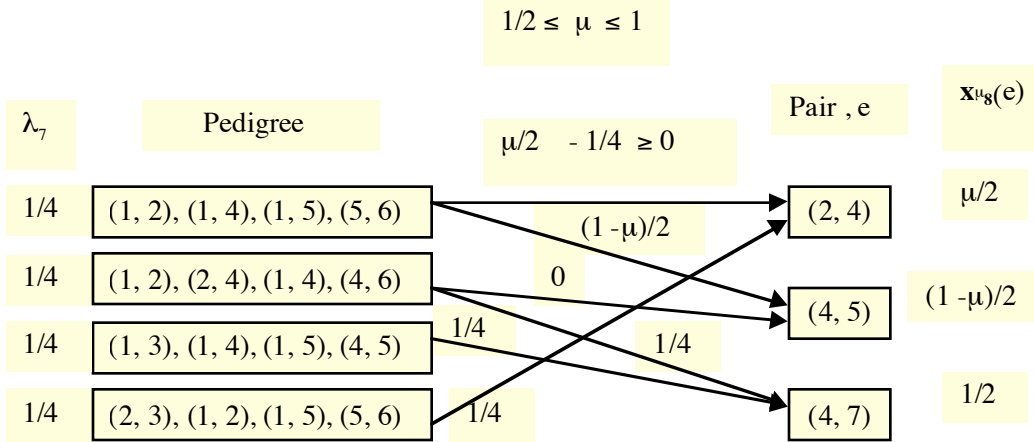 1/2 ≤ μ ≤ 1
λ7 Pedigree Pair , e xμ8(e)
μ/2 - 1/4 ≥ 0
1/4 (1, 2), (1, 4), (1, 5), (5, 6) (2, 4) μ/2
(1 -μ)/2
1/4 (1, 2), (2, 4), (1, 4), (4, 6) 0 (4, 5) (1 -μ)/2
1/4 (1, 3), (1, 4), (1, 5), (4, 5) 1/4 1/4
1/4 (2, 3), (1, 2), (1, 5), (5, 6) 1/4 (4, 7) 1/2